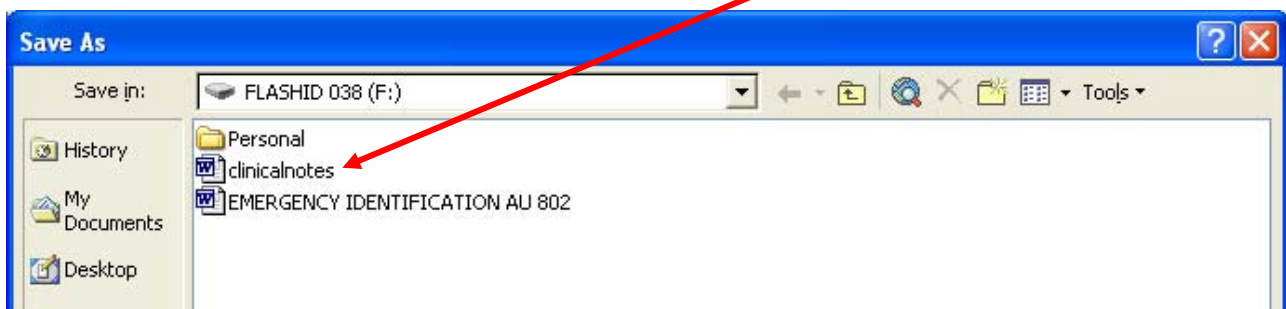 Save As
Save in:
FLASHID 038 (F:)
Tools
History
My
Documents
Desktop
Personal
clinicalnotes
EMERGENCY IDENTIFICATION AU 802